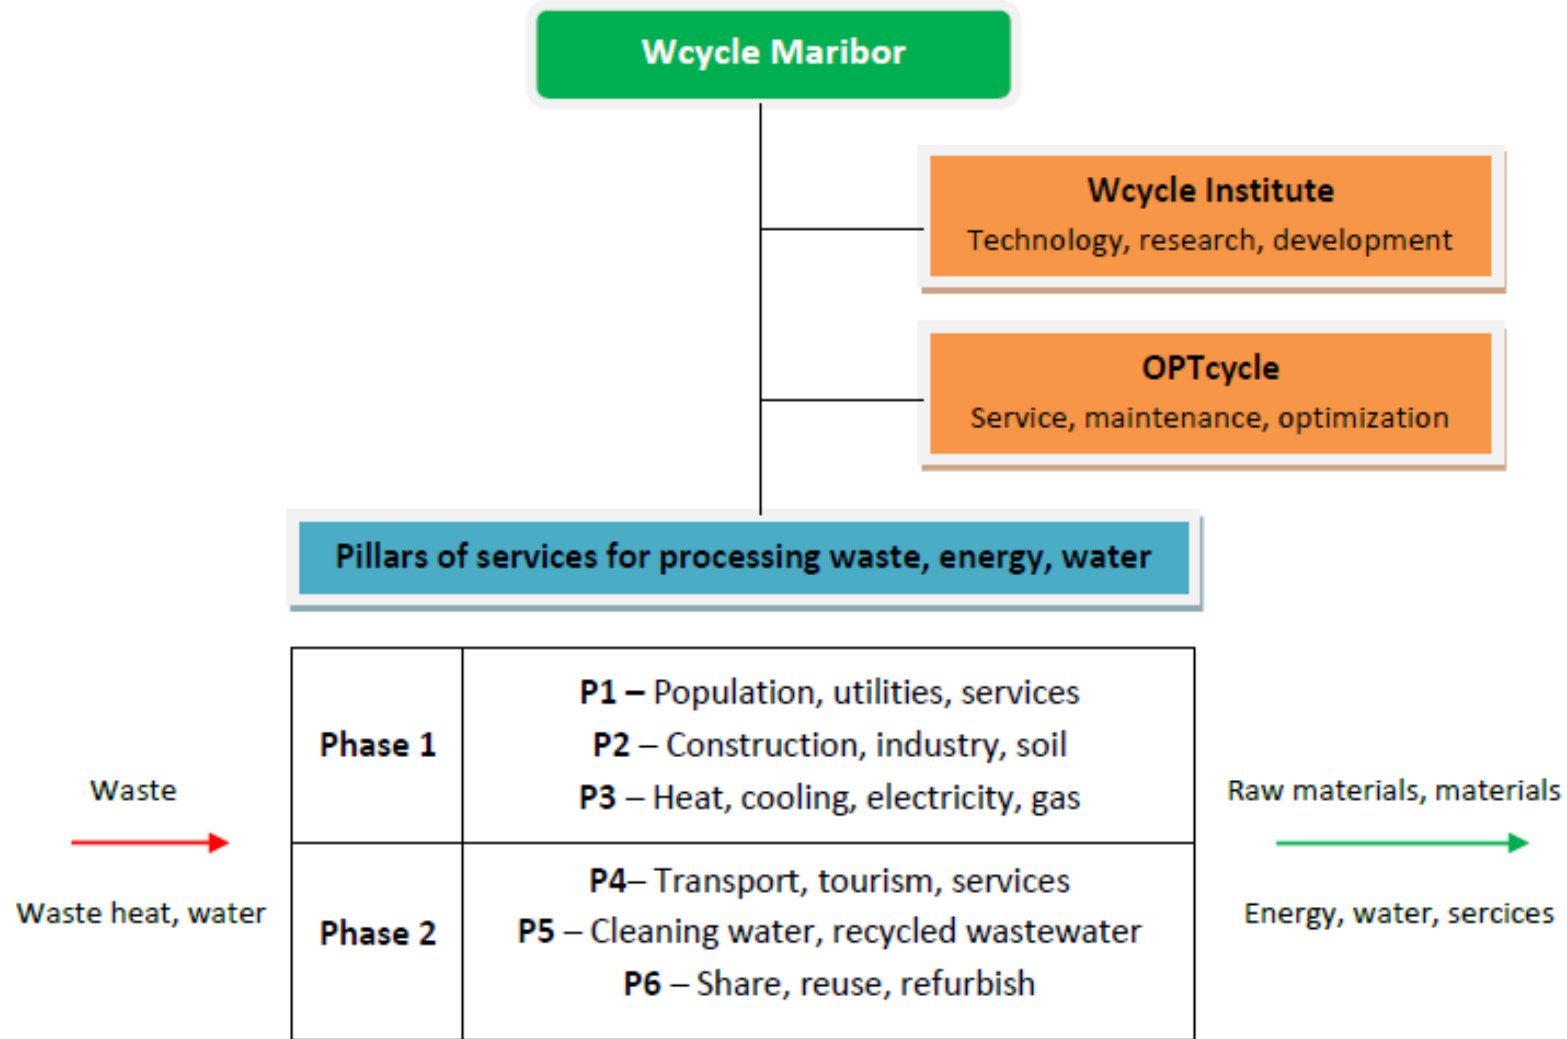 Wcycle Maribor
Wcycle Institute
Technology, research, development
OPTcycle
Service, maintenance, optimization
Pillars of services for processing waste, energy, water
Phase 1
P1 – Population, utilities, services
P2 – Construction, industry, soil
P3 – Heat, cooling, electricity, gas
Phase 2
P4– Transport, tourism, services
P5 – Cleaning water, recycled wastewater
P6 – Share, reuse, refurbish
Waste
Waste heat, water
Raw materials, materials
Energy, water, sercices